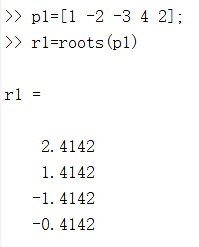 >> p1=[1 -2 -3 4 2];
>> r1=roots(p1)
r1 =
2.4142
1.4142
-1.4142
-0.4142